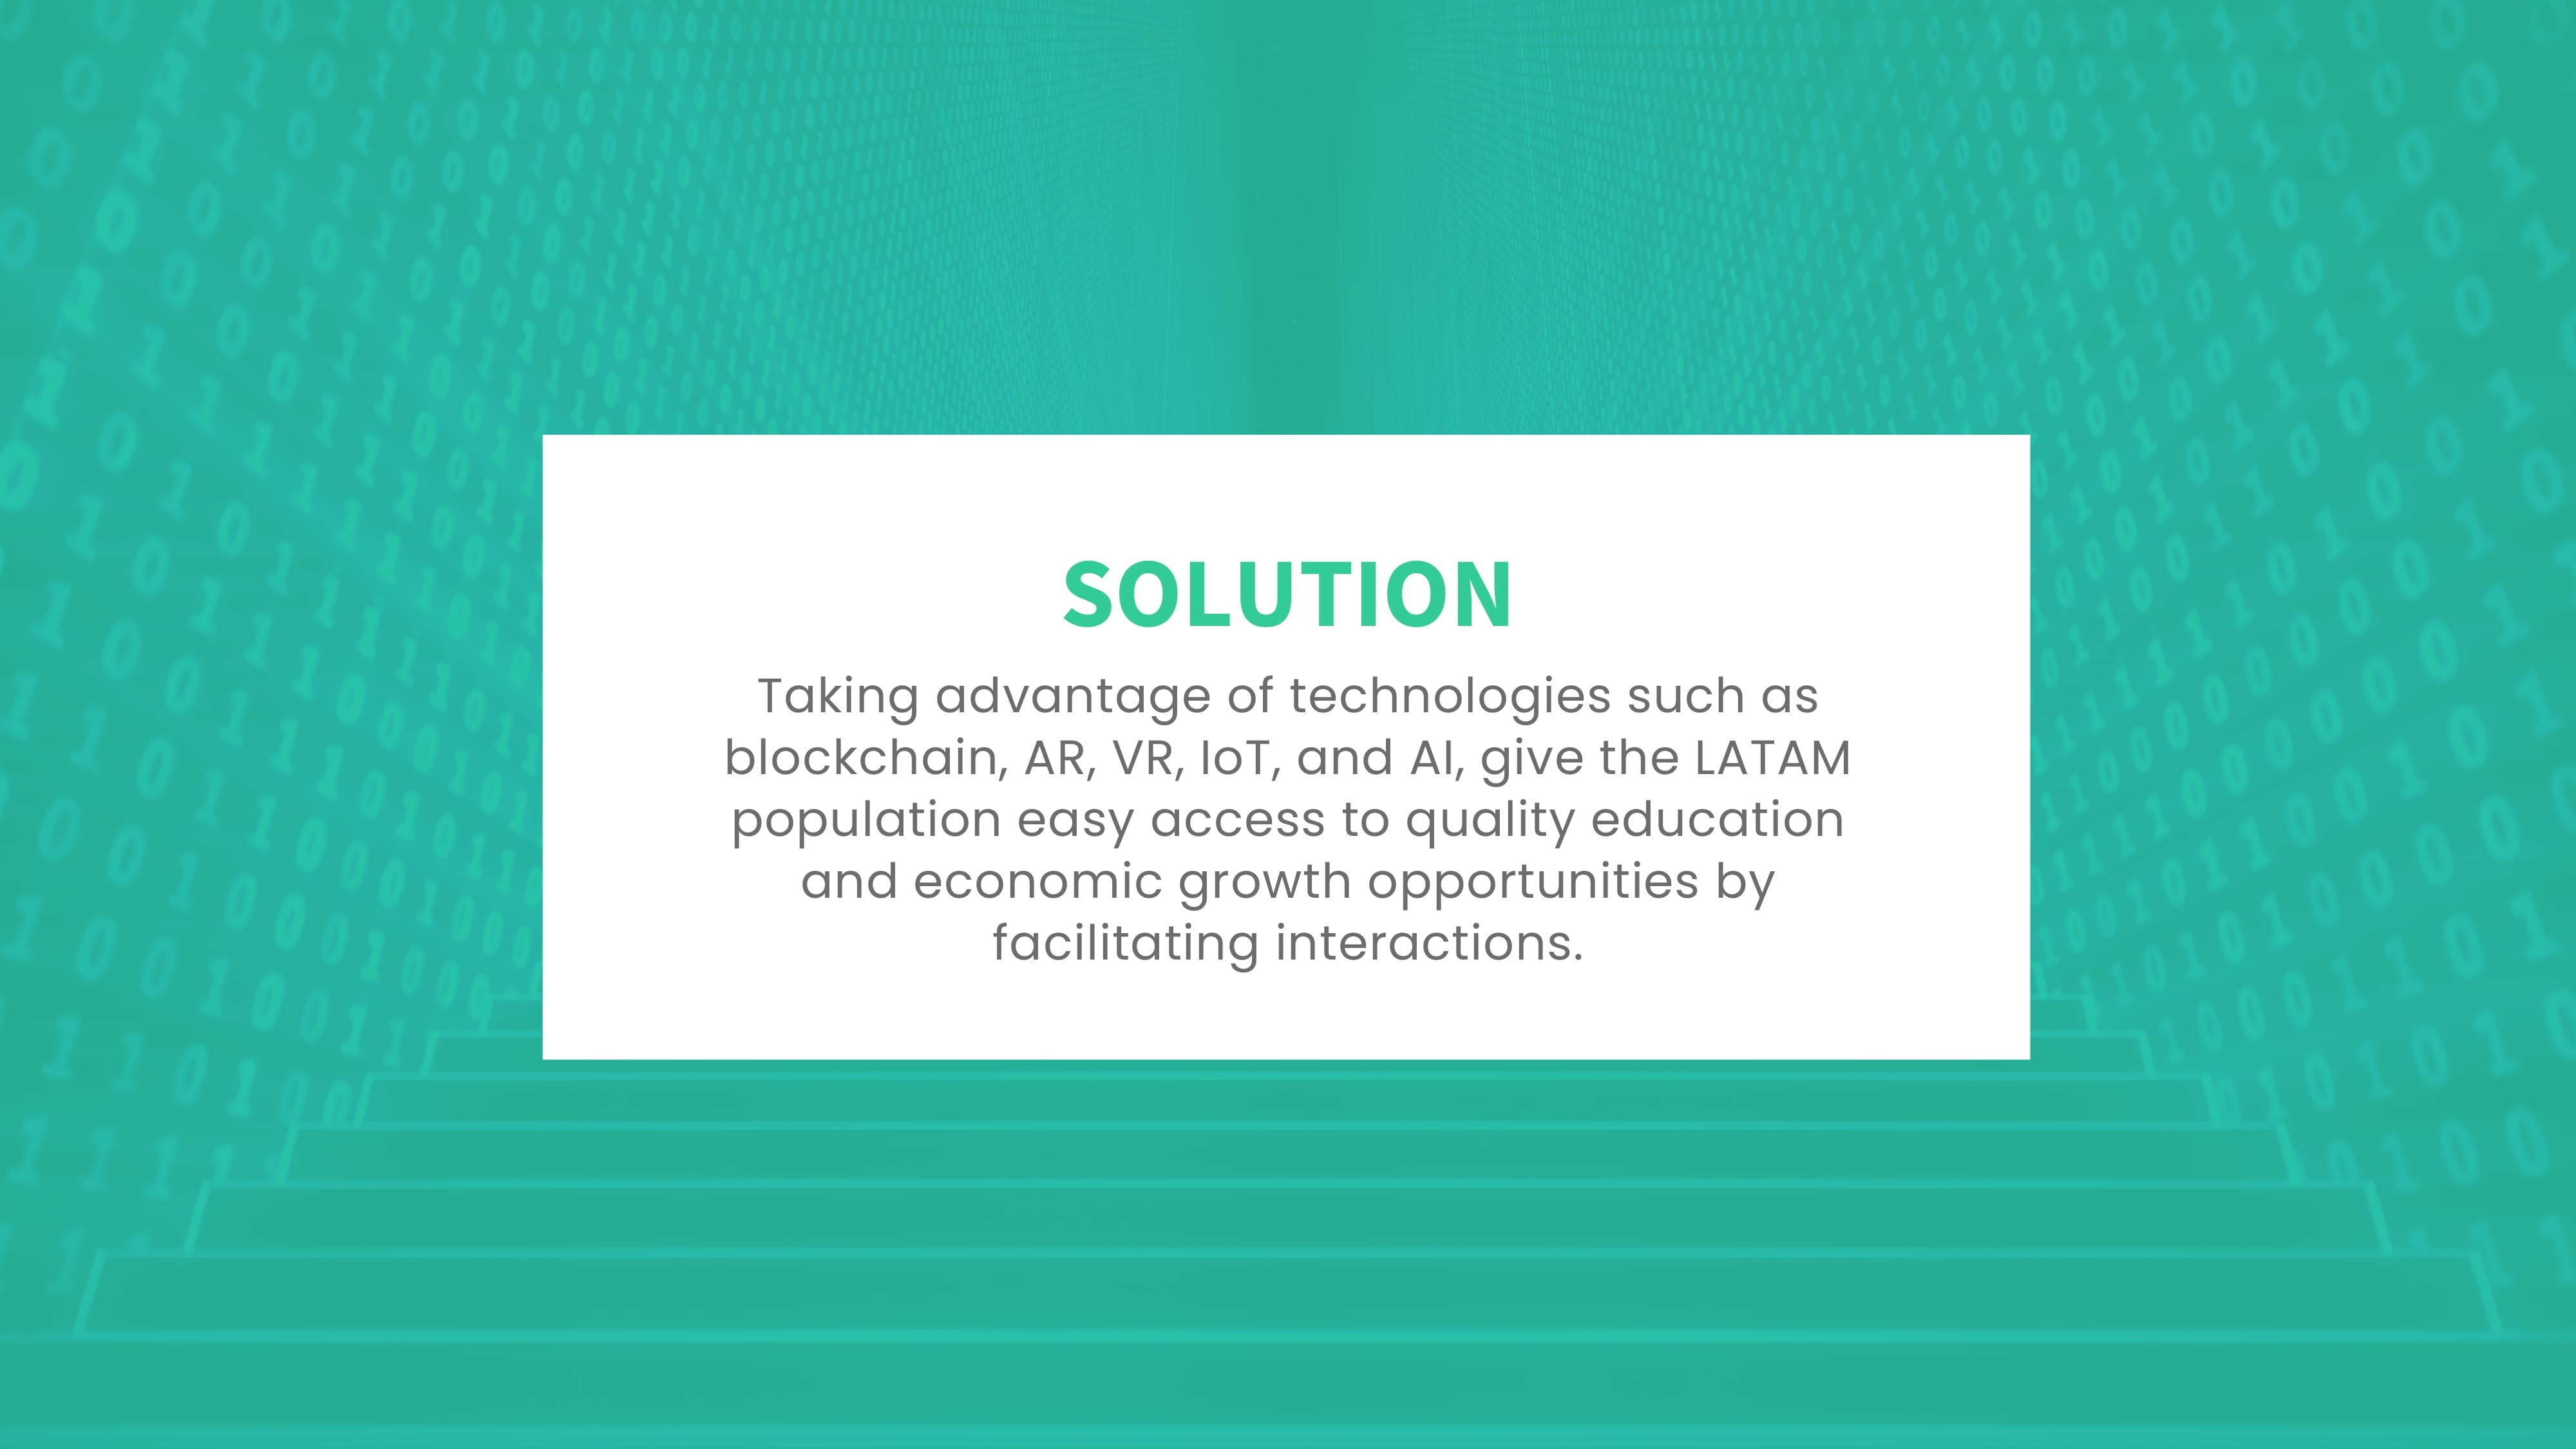 SOLUTION
Taking advantage of technologies such as
blockchain, AR, VR, IoT, and AI, give the LATAM
population easy access to quality education
and economic growth opportunities by
facilitating interactions.